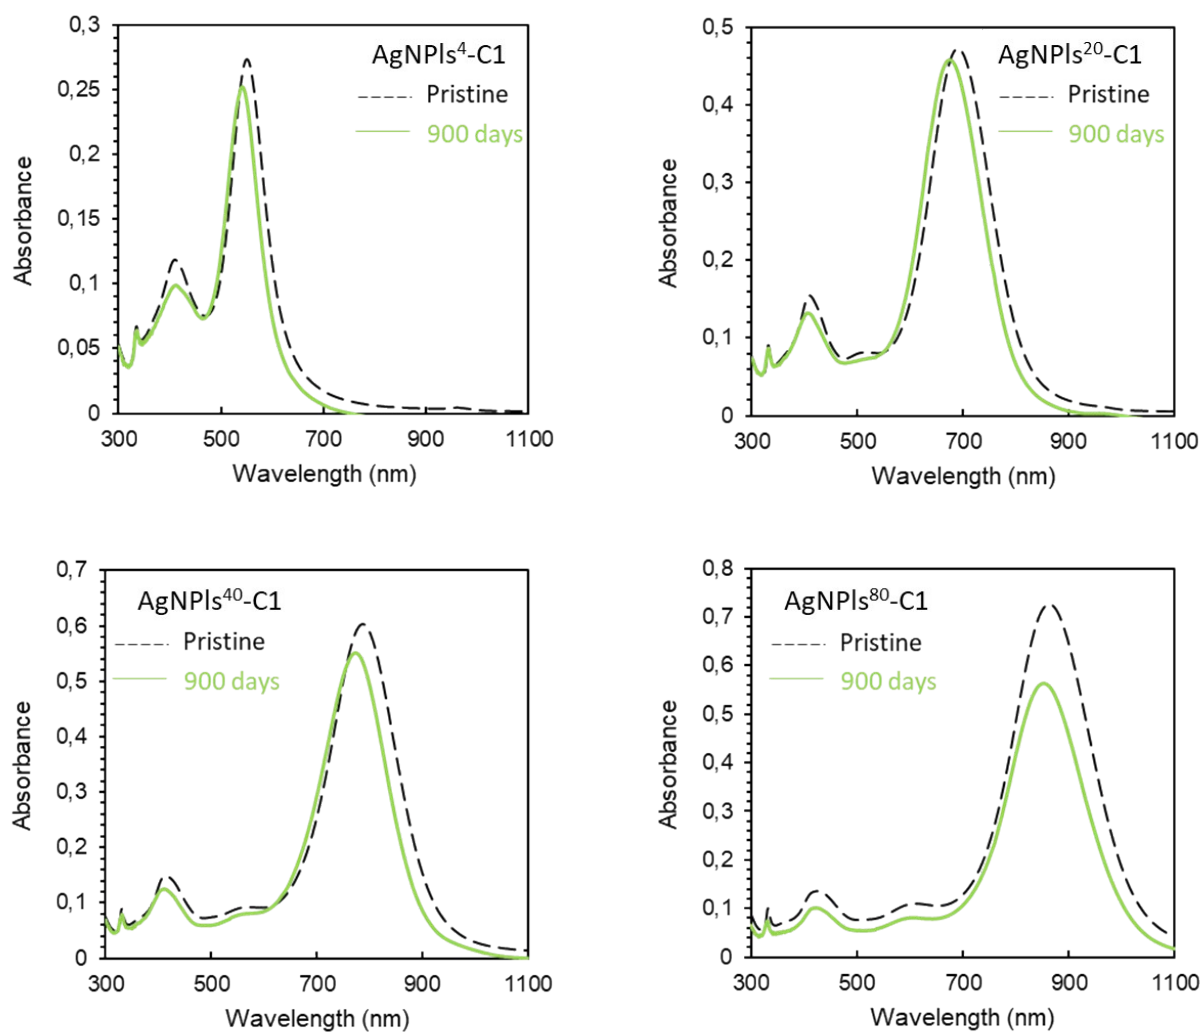 AgNPls⁴-C1
Pristine
900 days
0,3
0,25
0,2
0,15
0,1
0,05
0
Absorbance
300
500
700
900
1100
Wavelength (nm)
AgNPls²⁰-C1
Pristine
900 days
0,5
0,4
0,3
0,2
0,1
0
Absorbance
300
500
700
900
1100
Wavelength (nm)
AgNPls⁴⁰-C1
Pristine
900 days
0,7
0,6
0,5
0,4
0,3
0,2
0,1
0
Absorbance
300
500
700
900
1100
Wavelength (nm)
AgNPls⁸⁰-C1
Pristine
900 days
0,8
0,7
0,6
0,5
0,4
0,3
0,2
0,1
0
Absorbance
300
500
700
900
1100
Wavelength (nm)